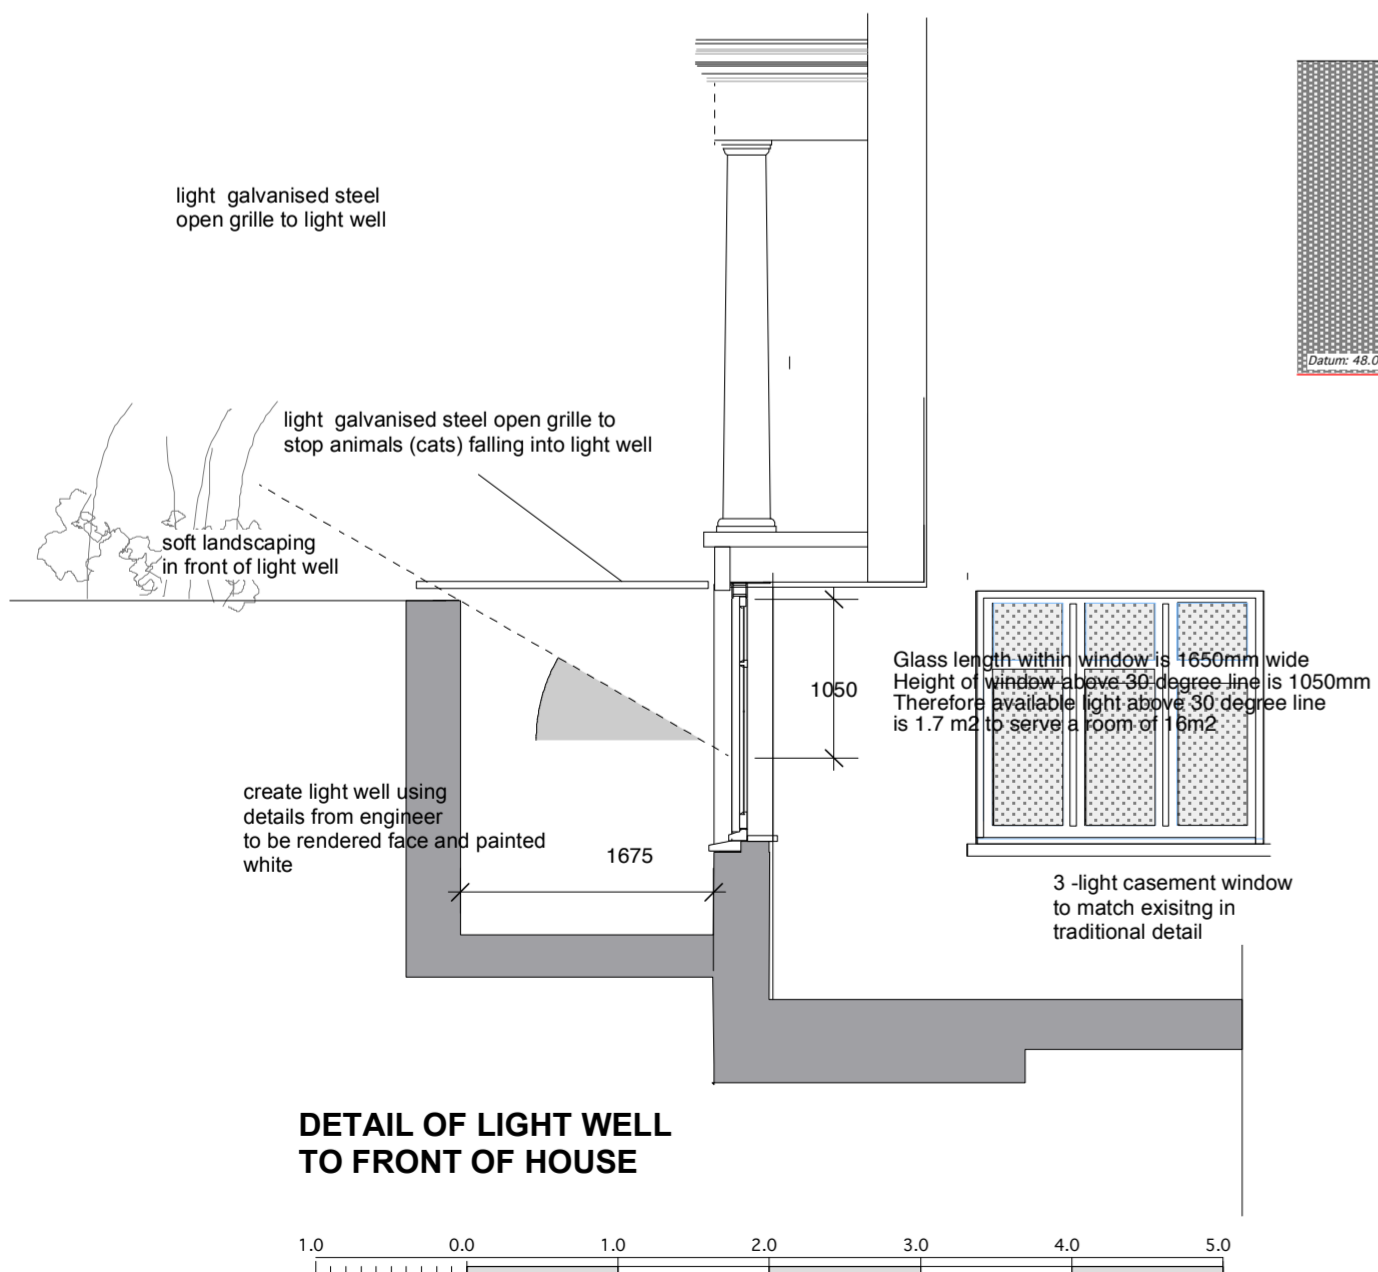 light galvanised steel
open grille to light well
Datum: 48.0
light galvanised steel open grille to
stop animals (cats) falling into light well
soft landscaping
in front of light well
Glass length within window is 1650mm wide
Height of window above 30 degree line is 1050mm
Therefore available light above 30 degree line
is 1.7 m2 to serve a room of 16m2
1050
create light well using
details from engineer
to be rendered face and painted
white
1675
3 -light casement window
to match exisitng in
traditional detail
DETAIL OF LIGHT WELL
TO FRONT OF HOUSE
1.0 0.0 1.0 2.0 3.0 4.0 5.0